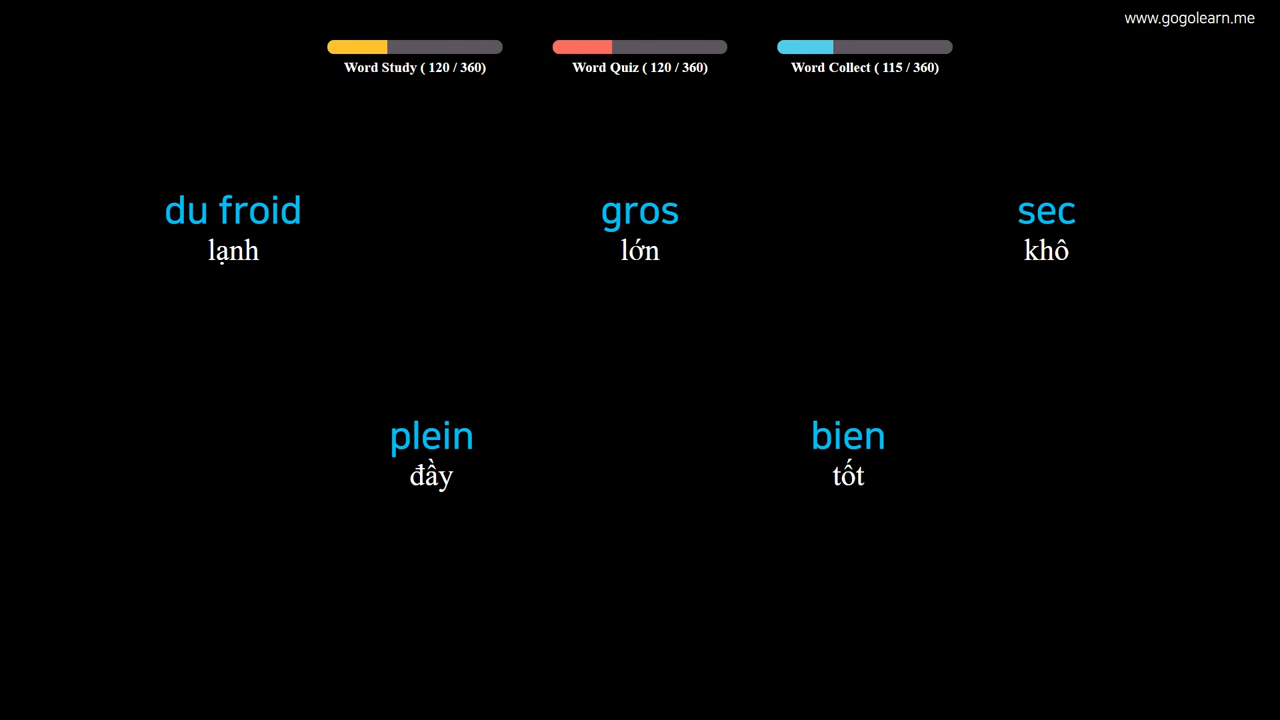 www.gogolearn.me
Word Study ( 120 / 360)
Word Quiz ( 120 / 360)
Word Collect ( 115 / 360)
du froid
lạnh
gros
lớn
sec
khô
plein
đầy
bien
tốt